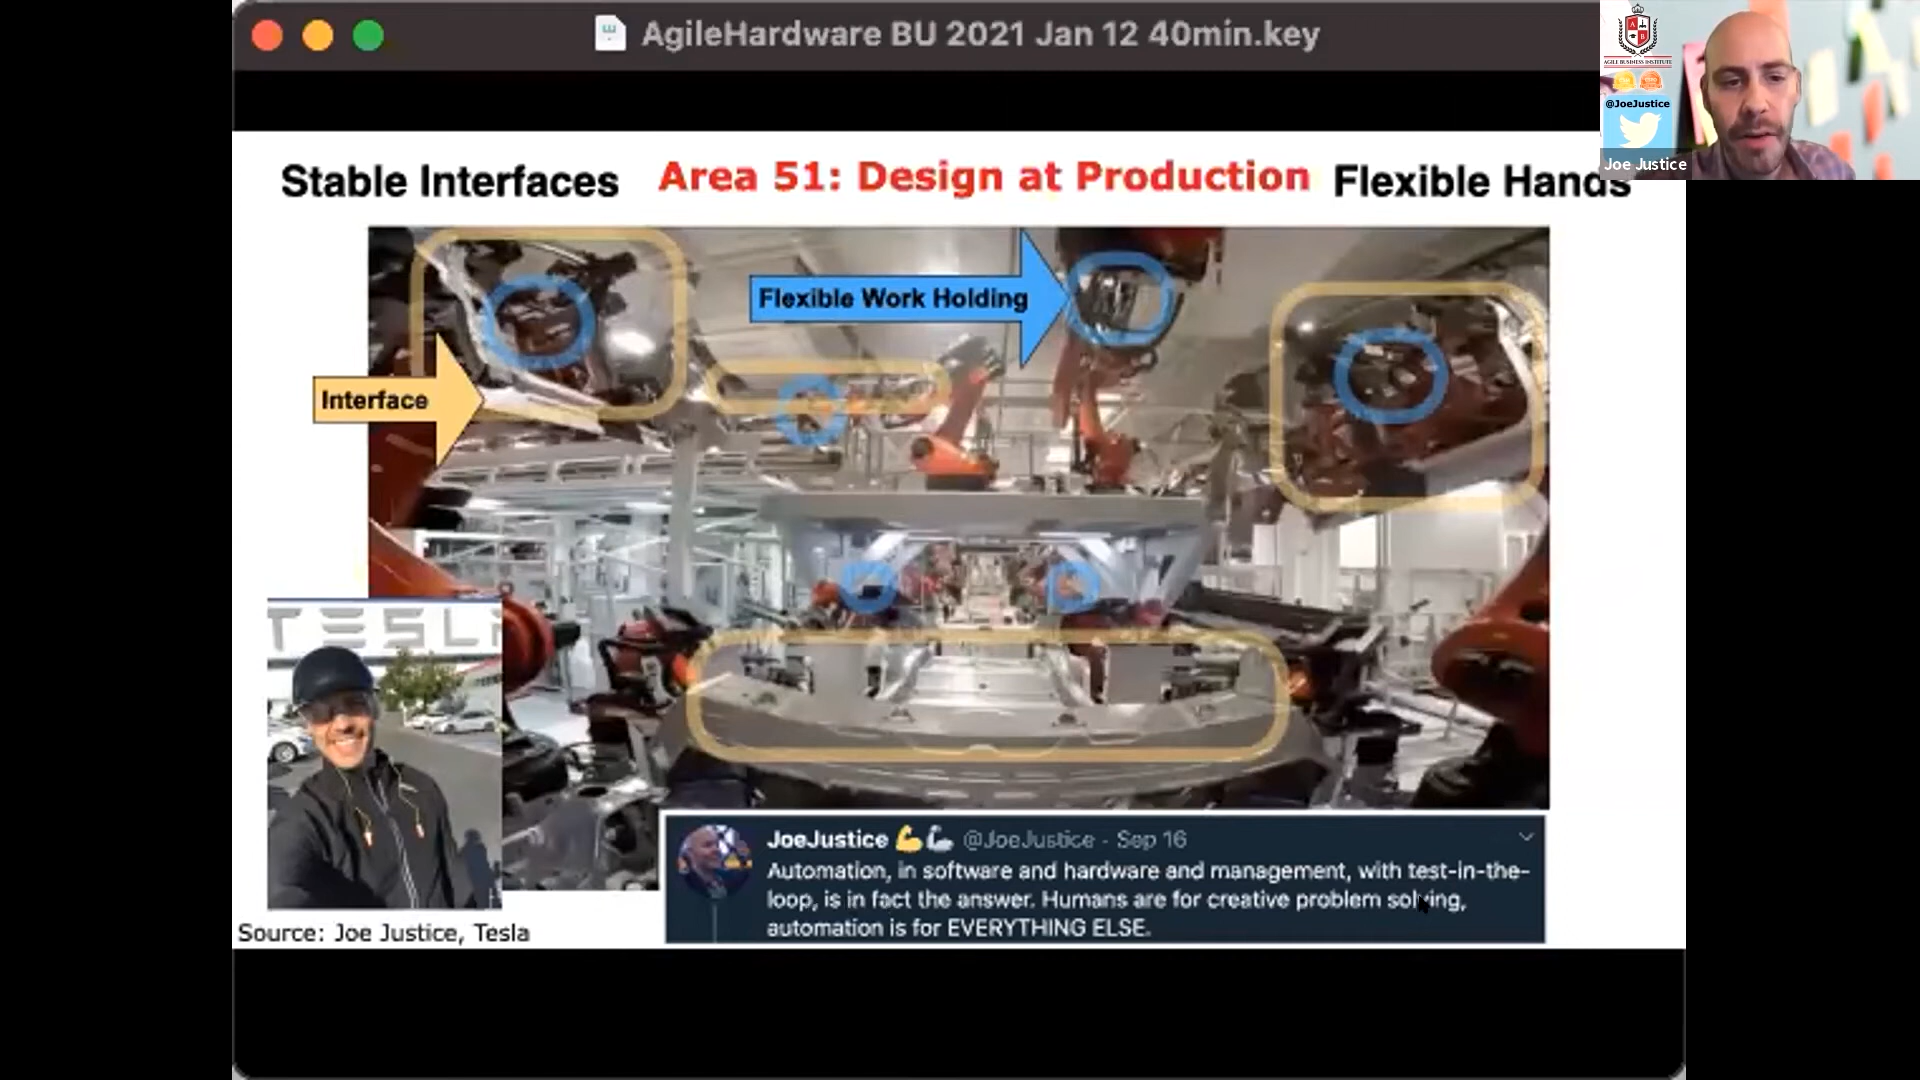 AgileHardware BU 2021 Jan 12 40min.key
AGILE BUSINESS INSTITUTE
@JoeJustice
Joe Justice
Stable Interfaces
Area 51: Design at Production
Flexible Hands
Flexible Work Holding
Interface
TESLA
JoeJustice 💪🦾 @JoeJustice · Sep 16
Automation, in software and hardware and management, with test-in-the-
loop, is in fact the answer. Humans are for creative problem solving,
automation is for EVERYTHING ELSE.
Source: Joe Justice, Tesla